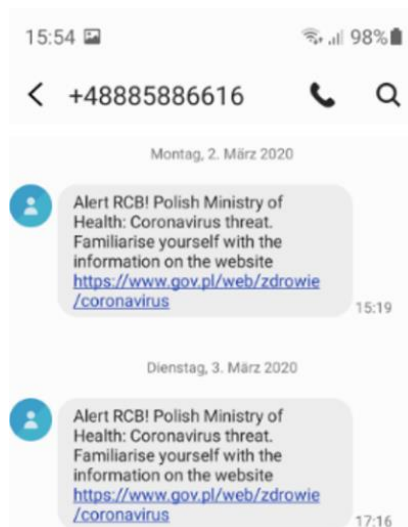 15:54 98%
+48885886616
Montag, 2. März 2020
Alert RCB! Polish Ministry of
Health: Coronavirus threat.
Familiarise yourself with the
information on the website
https://www.gov.pl/web/zdrowie
/coronavirus
15:19
Dienstag, 3. März 2020
Alert RCB! Polish Ministry of
Health: Coronavirus threat.
Familiarise yourself with the
information on the website
https://www.gov.pl/web/zdrowie
/coronavirus
17:16